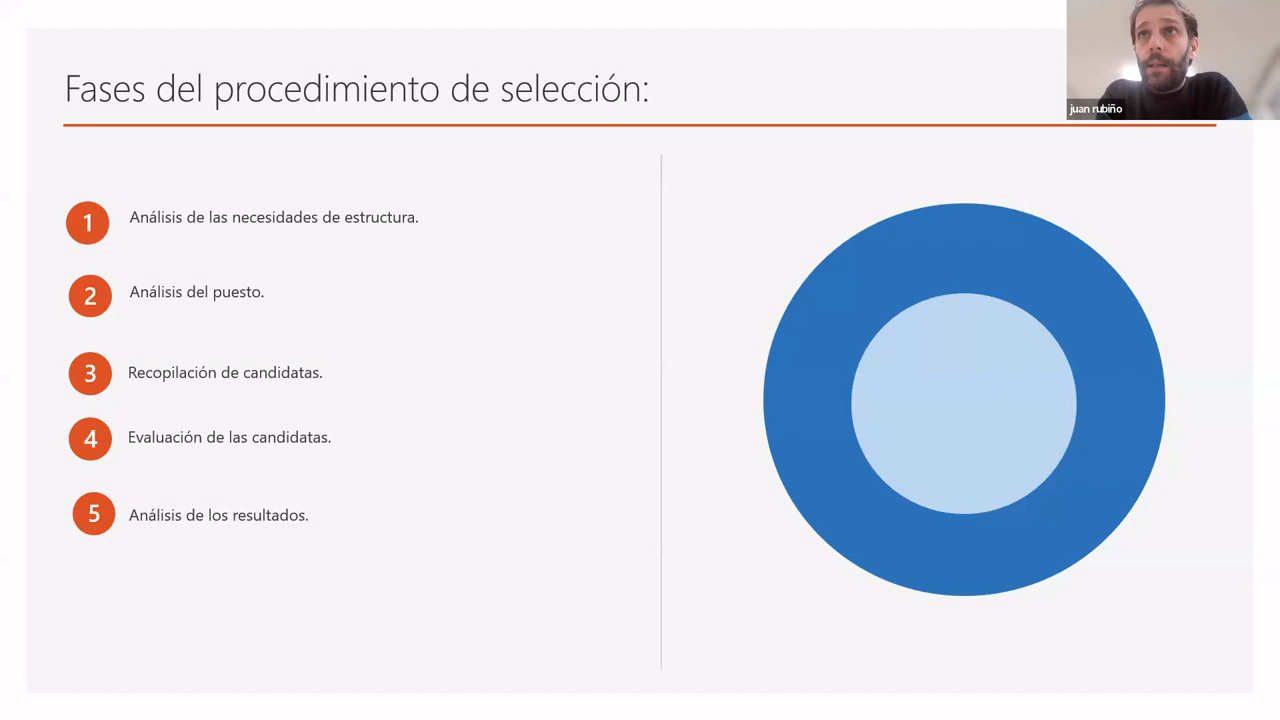 Fases del procedimiento de selección:
juan rubiño
1
Análisis de las necesidades de estructura.
2
Análisis del puesto.
3
Recopilación de candidatas.
4
Evaluación de las candidatas.
5
Análisis de los resultados.